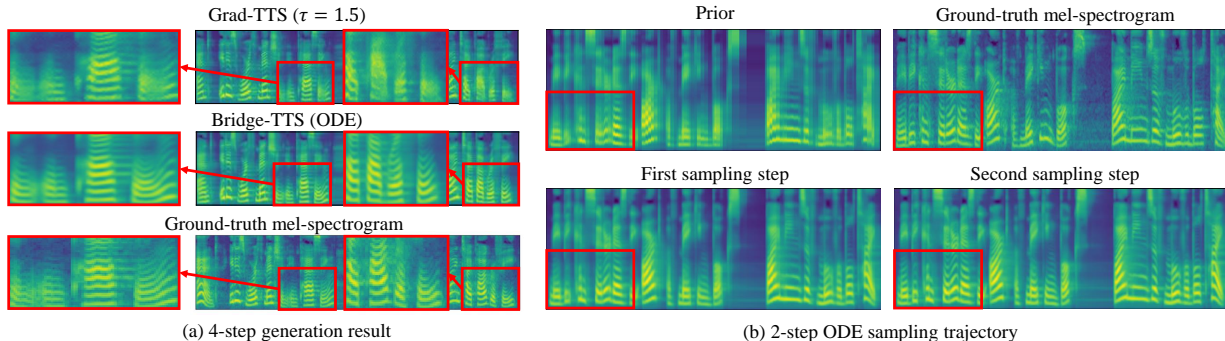 Grad-TTS (τ = 1.5)
Bridge-TTS (ODE)
Ground-truth mel-spectrogram
(a) 4-step generation result
Prior
Ground-truth mel-spectrogram
First sampling step
Second sampling step
(b) 2-step ODE sampling trajectory